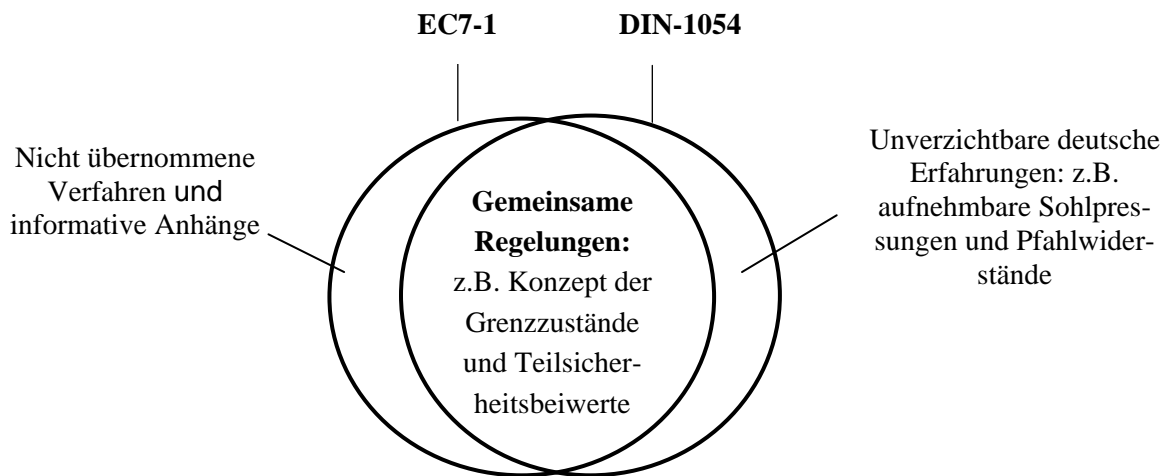 EC7-1 DIN-1054
Nicht übernommene
Verfahren und
informative Anhänge
Gemeinsame
Regelungen:
z.B. Konzept der
Grenzzustände
und Teilsicher-
heitsbeiwerte
Unverzichtbare deutsche
Erfahrungen: z.B.
aufnehmbare Sohlpres-
sungen und Pfahlwider-
stände